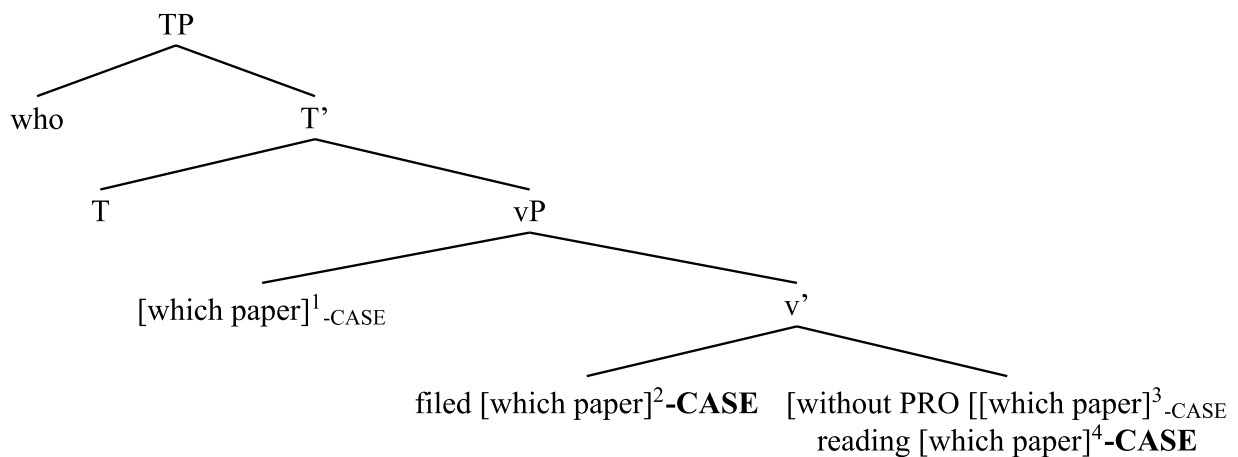 TP
who T’
T vP
[which paper]1-CASE v’
filed [which paper]2-CASE [without PRO [[which paper]3-CASE
reading [which paper]4-CASE